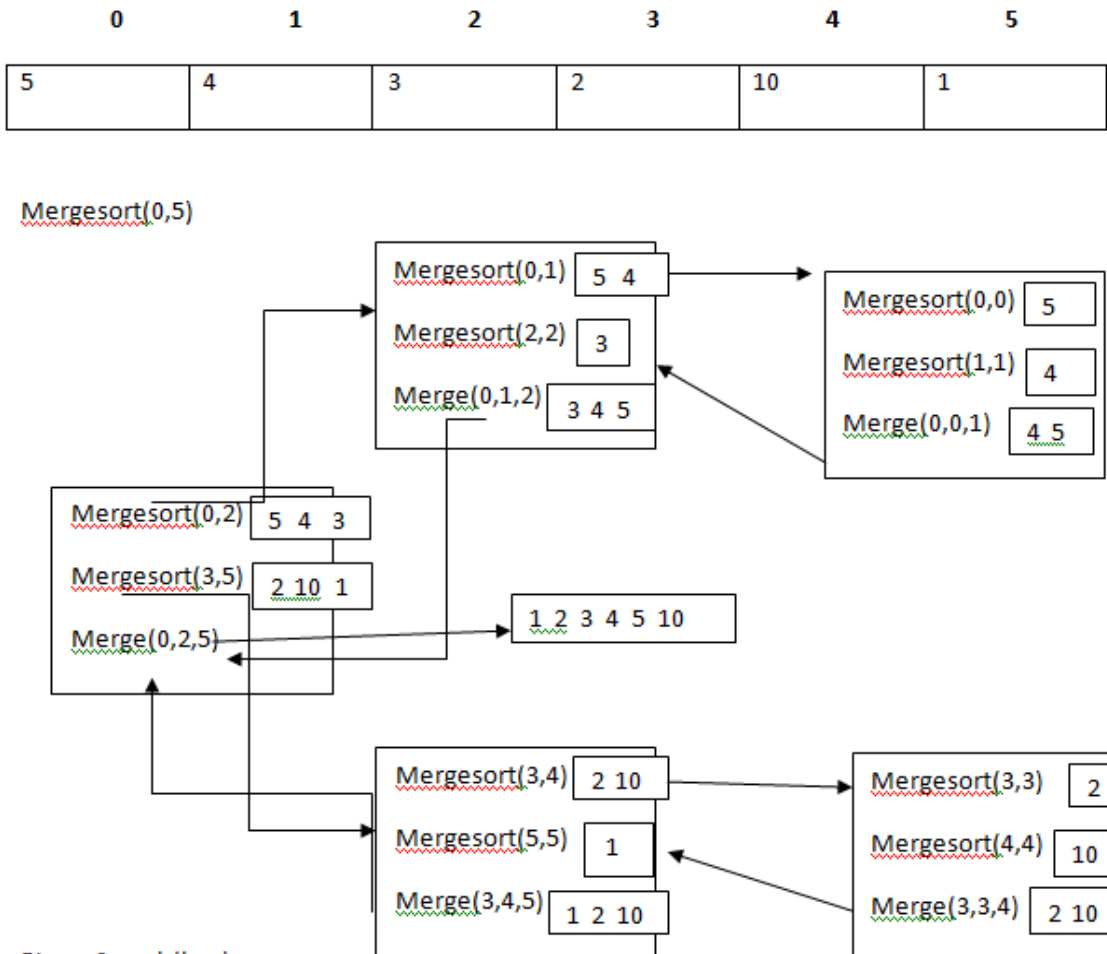 0 1 2 3 4 5
5 4 3 2 10 1
Mergesort(0,5)
Mergesort(0,1) 5 4
Mergesort(2,2) 3
Merge(0,1,2) 3 4 5
Mergesort(0,0) 5
Mergesort(1,1) 4
Merge(0,0,1) 4 5
Mergesort(0,2) 5 4 3
Mergesort(3,5) 2 10 1
Merge(0,2,5)
1 2 3 4 5 10
Mergesort(3,4) 2 10
Mergesort(5,5) 1
Merge(3,4,5) 1 2 10
Mergesort(3,3) 2
Mergesort(4,4) 10
Merge(3,3,4) 2 10